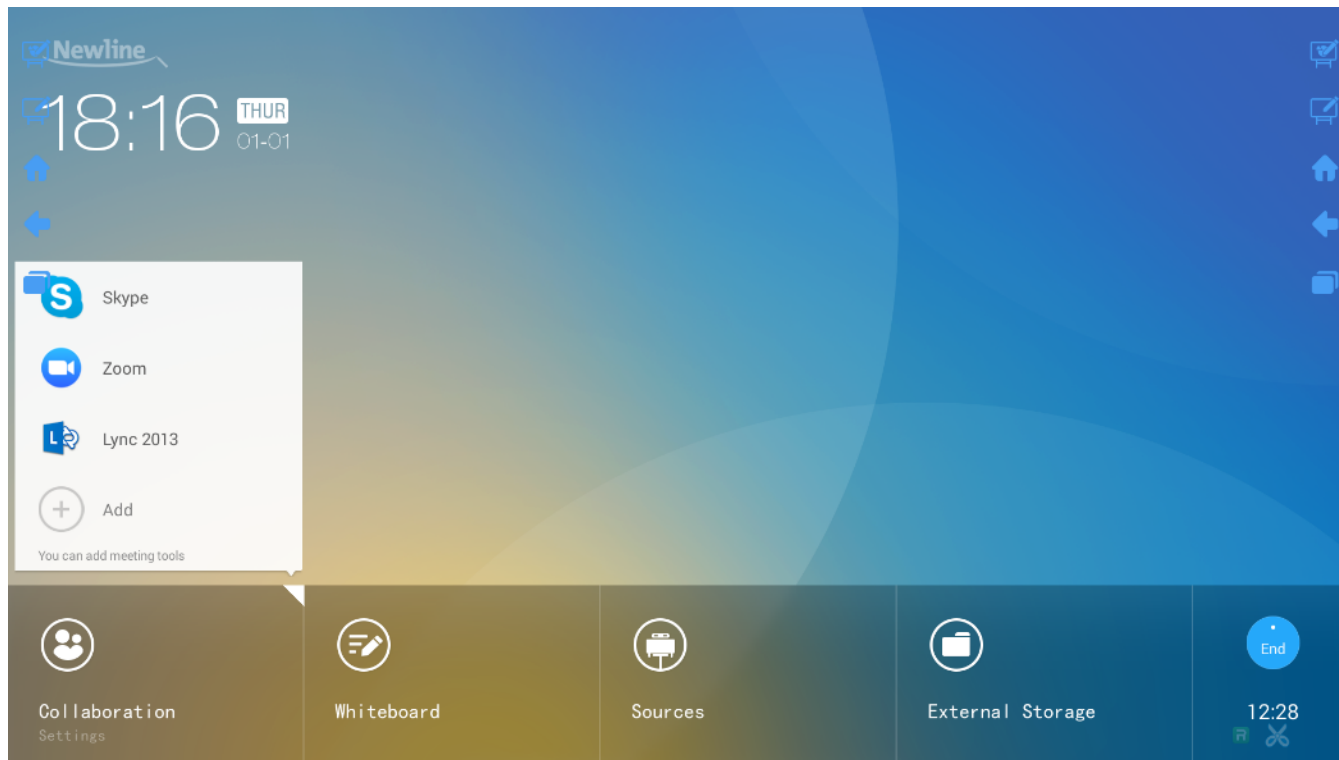 Newline
18:16 THUR
01-01
S Skype
Zoom
L Lync 2013
Add
You can add meeting tools
End
Collaboration Whiteboard Sources External Storage 12:28
Settings
R